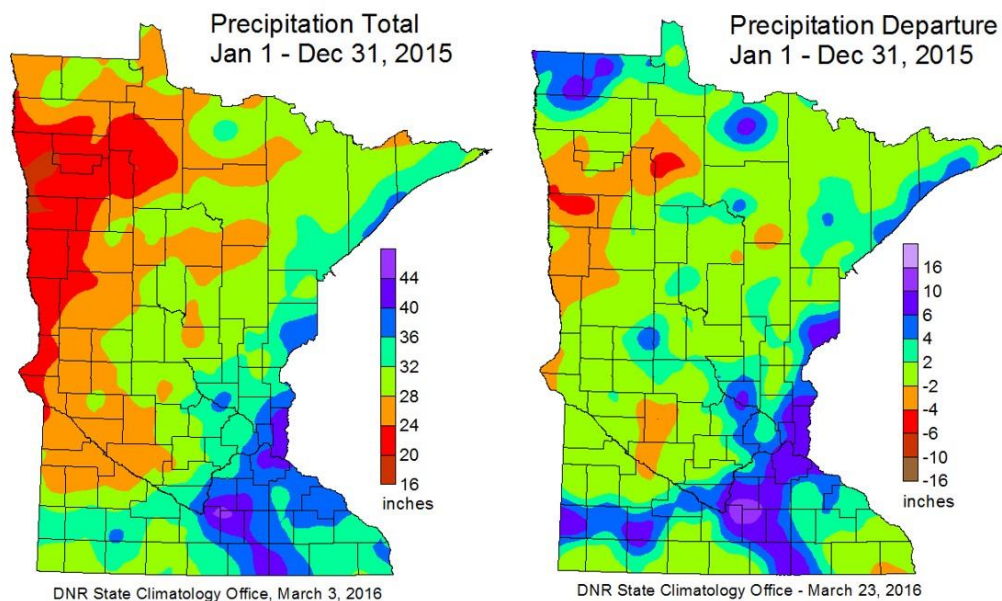 Precipitation Total
Jan 1 - Dec 31, 2015
44
40
36
32
28
24
20
16
inches
DNR State Climatology Office, March 3, 2016
Precipitation Departure
Jan 1 - Dec 31, 2015
16
10
6
4
2
-2
-4
-6
-10
-16
inches
DNR State Climatology Office - March 23, 2016